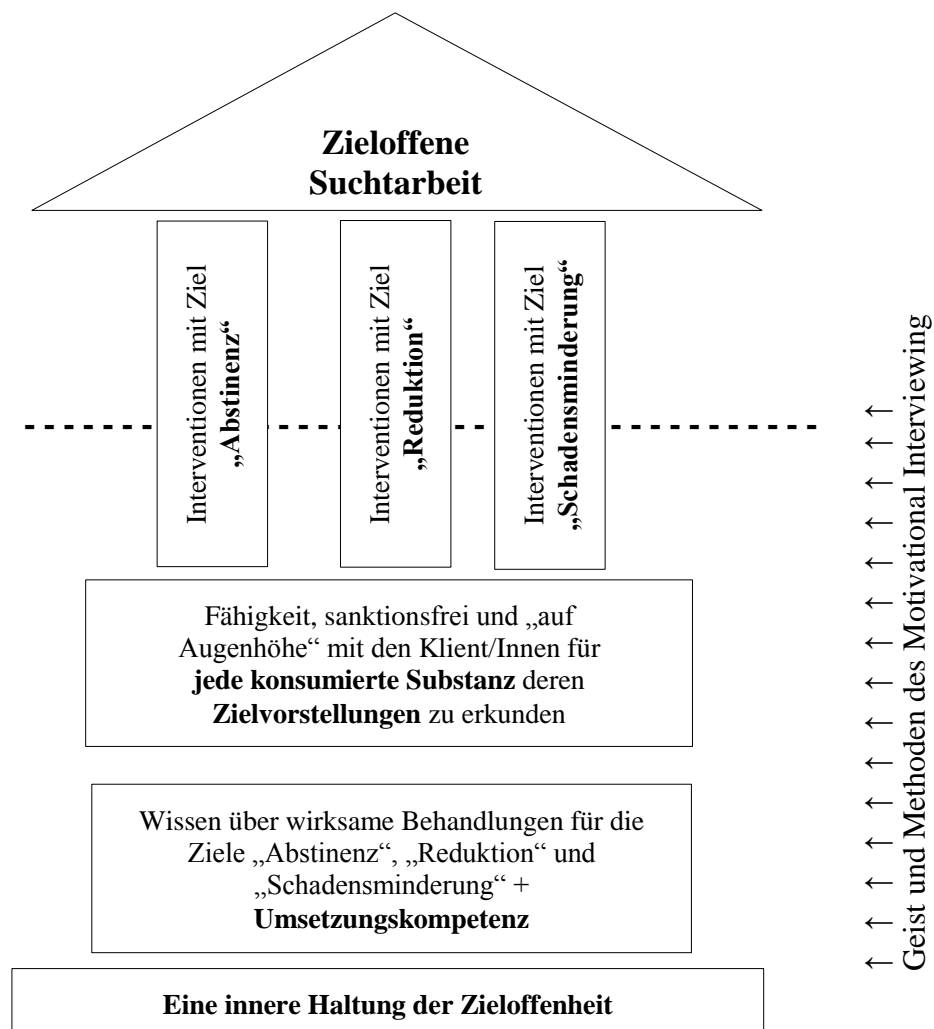 Zieloffene
Suchtarbeit
Interventionen mit Ziel
„Abstinenz“
Interventionen mit Ziel
„Reduktion“
Interventionen mit Ziel
„Schadensminderung“
Fähigkeit, sanktionsfrei und „auf
Augenhöhe“ mit den Klient/Innen für
jede konsumierte Substanz deren
Zielvorstellungen zu erkunden
Wissen über wirksame Behandlungen für die
Ziele „Abstinenz“, „Reduktion“ und
„Schadensminderung“ +
Umsetzungskompetenz
Eine innere Haltung der Zieloffenheit
Geist und Methoden des Motivational Interviewing